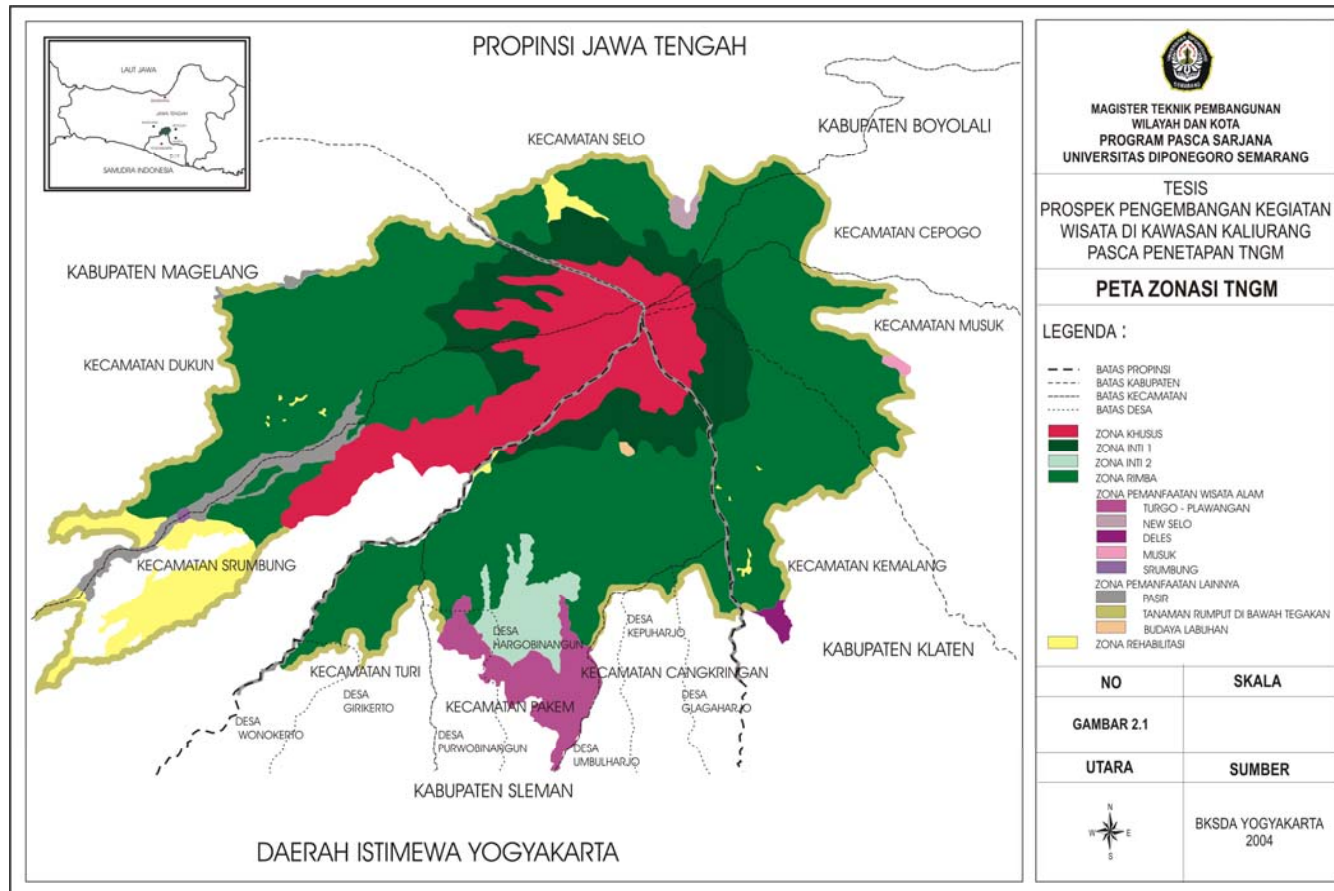 PROPINSI JAWA TENGAH
LAUT JAWA
JAWA TENGAH
SAMUDRA INDONESIA
KECAMATAN SELO
KABUPATEN BOYOLALI
KECAMATAN CEPOGO
KABUPATEN MAGELANG
KECAMATAN MUSUK
KECAMATAN DUKUN
KECAMATAN SRUMBUNG
KECAMATAN KEMALANG
DESA
KEPUHARJO
DESA
HARGOBINANGUN
KABUPATEN KLATEN
KECAMATAN TURI
KECAMATAN CANGKRINGAN
DESA
GIRIKERTO
KECAMATAN PAKEM
DESA
GLAGAHARJO
DESA
WONOKERTO
DESA
PURWOBINANGUN
DESA
UMBULHARJO
KABUPATEN SLEMAN
DAERAH ISTIMEWA YOGYAKARTA
MAGISTER TEKNIK PEMBANGUNAN
WILAYAH DAN KOTA
PROGRAM PASCA SARJANA
UNIVERSITAS DIPONEGORO SEMARANG
TESIS
PROSPEK PENGEMBANGAN KEGIATAN
WISATA DI KAWASAN KALIURANG
PASCA PENETAPAN TNGM
PETA ZONASI TNGM
LEGENDA :
BATAS PROPINSI
BATAS KABUPATEN
BATAS KECAMATAN
BATAS DESA
ZONA KHUSUS
ZONA INTI 1
ZONA INTI 2
ZONA RIMBA
ZONA PEMANFAATAN WISATA ALAM
TURGO - PLAWANGAN
NEW SELO
DELES
MUSUK
SRUMBUNG
ZONA PEMANFAATAN LAINNYA
PASIR
TANAMAN RUMPUT DI BAWAH TEGAKAN
BUDAYA LABUHAN
ZONA REHABILITASI
NO
SKALA
GAMBAR 2.1
UTARA
SUMBER
N
W E
S
BKSDA YOGYAKARTA
2004